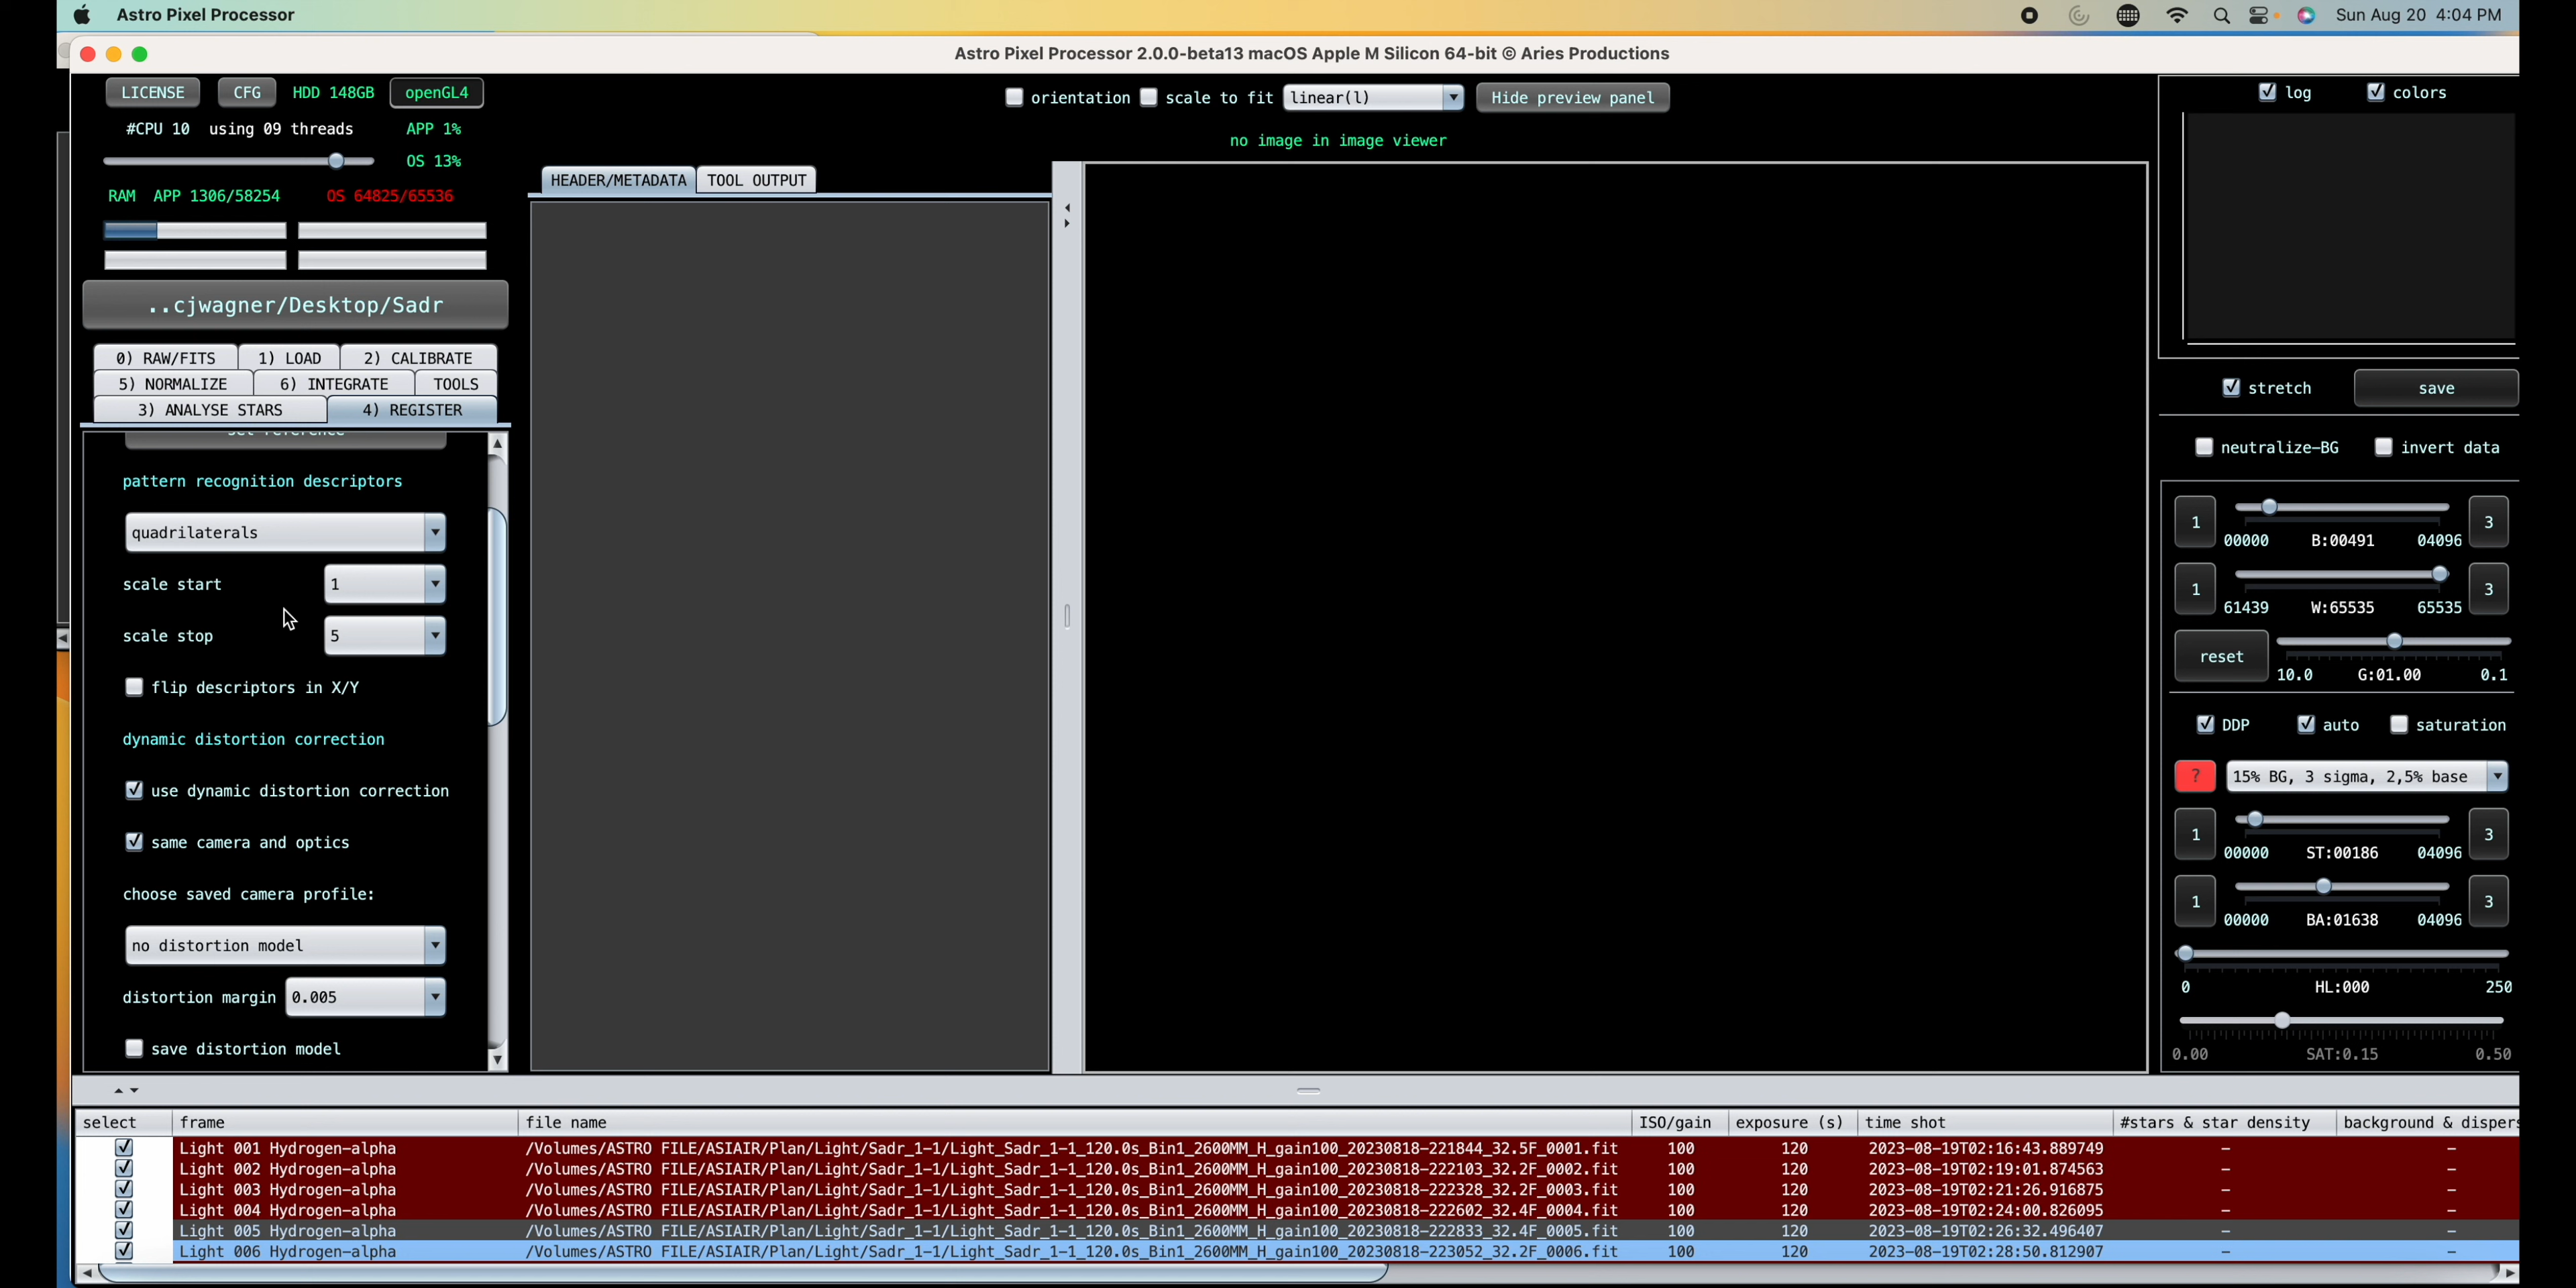 Astro Pixel Processor
Sun Aug 20 4:04 PM
Astro Pixel Processor 2.0.0-beta13 macOS Apple M Silicon 64-bit © Aries Productions
LICENSE CFG HDD 148GB openGL4
orientation scale to fit linear(l) Hide preview panel
log colors
#CPU 10 using 09 threads APP 1%
no image in image viewer
OS 13%
HEADER/METADATA TOOL OUTPUT
RAM APP 1306/58254 OS 64825/65536
..cjwagner/Desktop/Sadr
0) RAW/FITS 1) LOAD 2) CALIBRATE
5) NORMALIZE 6) INTEGRATE TOOLS
3) ANALYSE STARS 4) REGISTER
stretch save
set reference
neutralize-BG invert data
pattern recognition descriptors
quadrilaterals
1 3
00000 B:00491 04096
scale start 1
1 3
61439 W:65535 65535
scale stop 5
reset
10.0 G:01.00 0.1
flip descriptors in X/Y
dynamic distortion correction
DDP auto saturation
use dynamic distortion correction
? 15% BG, 3 sigma, 2,5% base
same camera and optics
1 3
00000 ST:00186 04096
choose saved camera profile:
1 3
00000 BA:01638 04096
no distortion model
distortion margin 0.005
0 HL:000 250
save distortion model
0.00 SAT:0.15 0.50
select frame file name ISO/gain exposure (s) time shot #stars & star density background & dispers
Light 001 Hydrogen-alpha /Volumes/ASTRO FILE/ASIAIR/Plan/Light/Sadr_1-1/Light_Sadr_1-1_120.0s_Bin1_2600MM_H_gain100_20230818-221844_32.5F_0001.fit 100 120 2023-08-19T02:16:43.889749 - -
Light 002 Hydrogen-alpha /Volumes/ASTRO FILE/ASIAIR/Plan/Light/Sadr_1-1/Light_Sadr_1-1_120.0s_Bin1_2600MM_H_gain100_20230818-222103_32.2F_0002.fit 100 120 2023-08-19T02:19:01.874563 - -
Light 003 Hydrogen-alpha /Volumes/ASTRO FILE/ASIAIR/Plan/Light/Sadr_1-1/Light_Sadr_1-1_120.0s_Bin1_2600MM_H_gain100_20230818-222328_32.2F_0003.fit 100 120 2023-08-19T02:21:26.916875 - -
Light 004 Hydrogen-alpha /Volumes/ASTRO FILE/ASIAIR/Plan/Light/Sadr_1-1/Light_Sadr_1-1_120.0s_Bin1_2600MM_H_gain100_20230818-222602_32.4F_0004.fit 100 120 2023-08-19T02:24:00.826095 - -
Light 005 Hydrogen-alpha /Volumes/ASTRO FILE/ASIAIR/Plan/Light/Sadr_1-1/Light_Sadr_1-1_120.0s_Bin1_2600MM_H_gain100_20230818-222833_32.4F_0005.fit 100 120 2023-08-19T02:26:32.496407 - -
Light 006 Hydrogen-alpha /Volumes/ASTRO FILE/ASIAIR/Plan/Light/Sadr_1-1/Light_Sadr_1-1_120.0s_Bin1_2600MM_H_gain100_20230818-223052_32.2F_0006.fit 100 120 2023-08-19T02:28:50.812907 - -